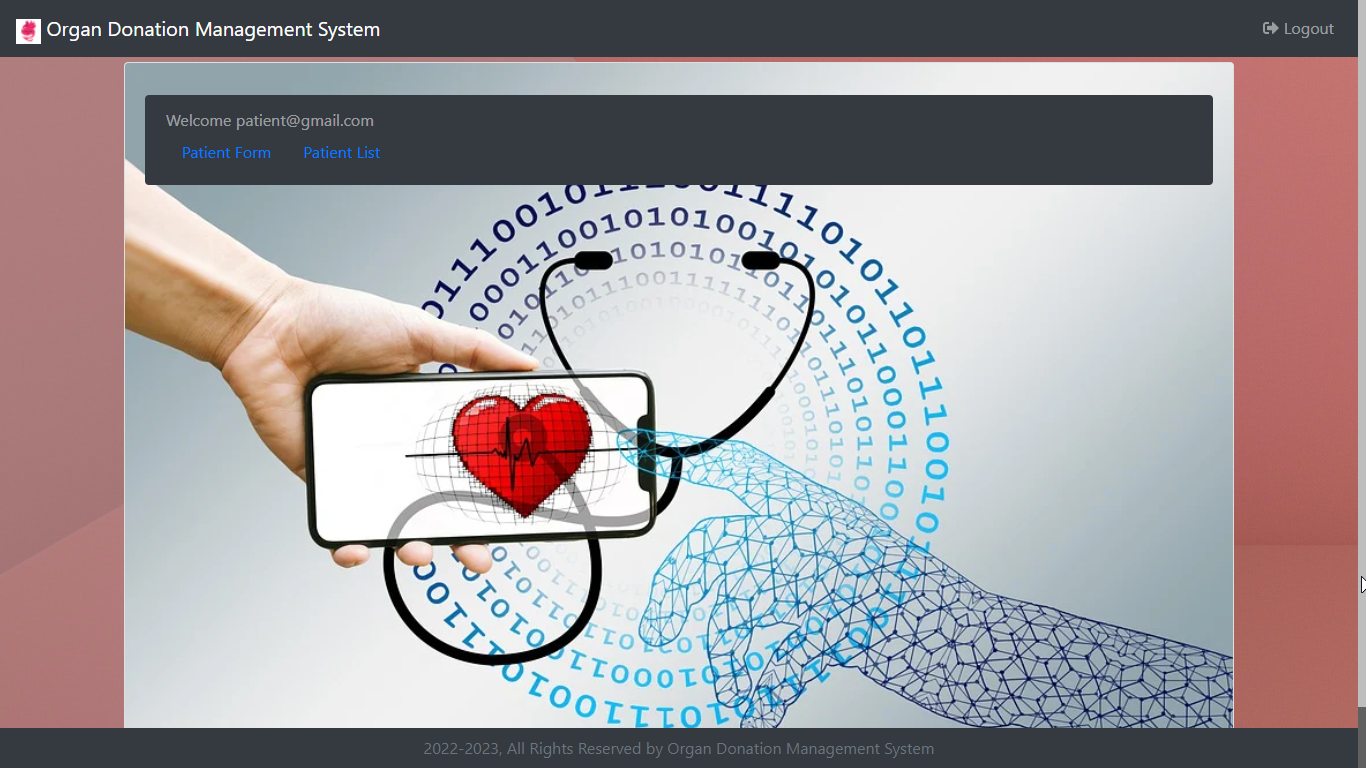 Organ Donation Management System
Logout
Welcome patient@gmail.com
Patient Form Patient List
2022-2023, All Rights Reserved by Organ Donation Management System